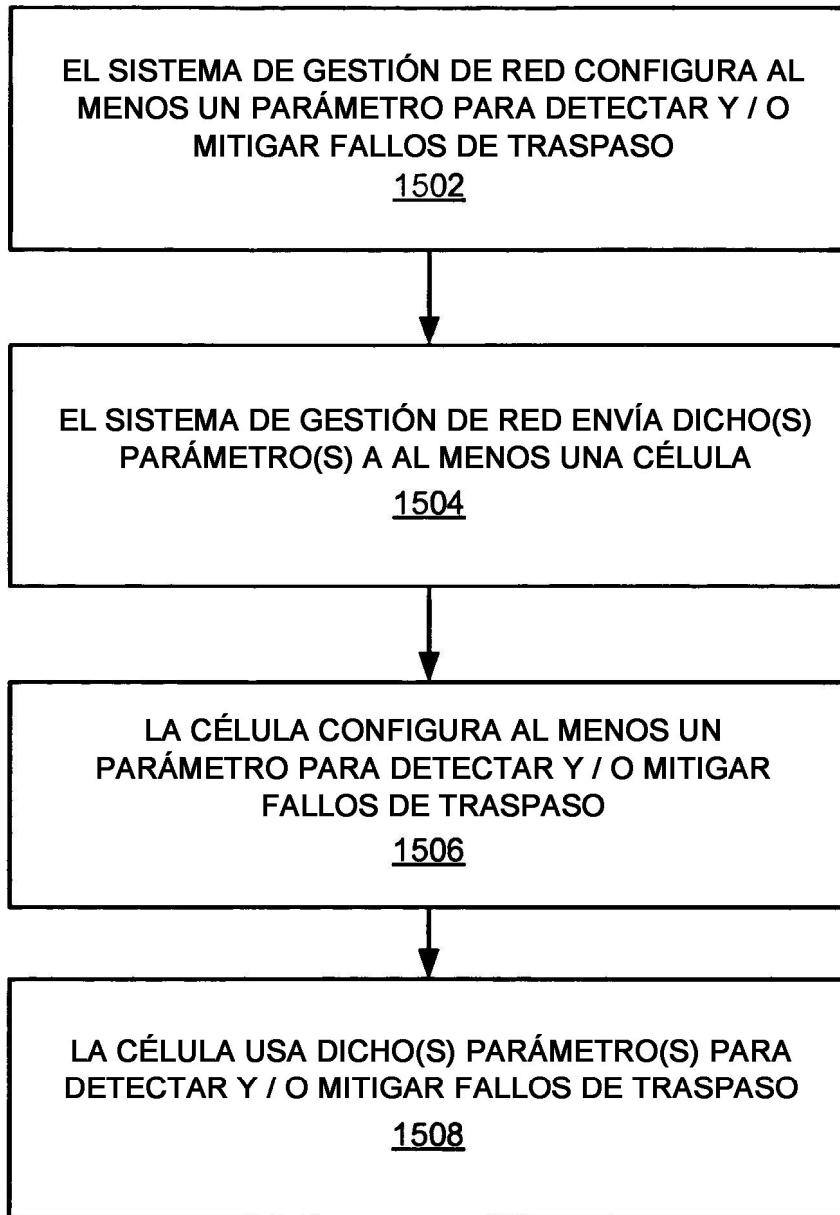 EL SISTEMA DE GESTIÓN DE RED CONFIGURA AL
MENOS UN PARÁMETRO PARA DETECTAR Y / O
MITIGAR FALLOS DE TRASPASO
1502
EL SISTEMA DE GESTIÓN DE RED ENVÍA DICHO(S)
PARÁMETRO(S) A AL MENOS UNA CÉLULA
1504
LA CÉLULA CONFIGURA AL MENOS UN
PARÁMETRO PARA DETECTAR Y / O MITIGAR
FALLOS DE TRASPASO
1506
LA CÉLULA USA DICHO(S) PARÁMETRO(S) PARA
DETECTAR Y / O MITIGAR FALLOS DE TRASPASO
1508